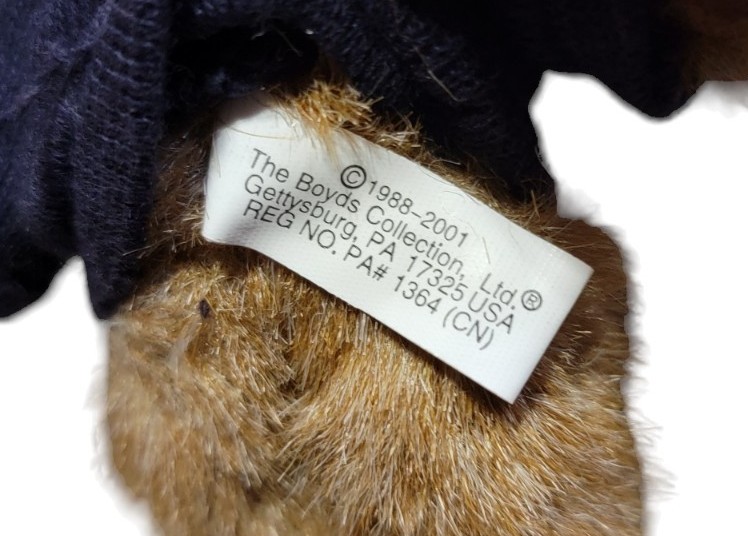 ©1988-2001
The Boyds Collection, Ltd.®
Gettysburg, PA 17325 USA
REG NO. PA# 1364 (CN)